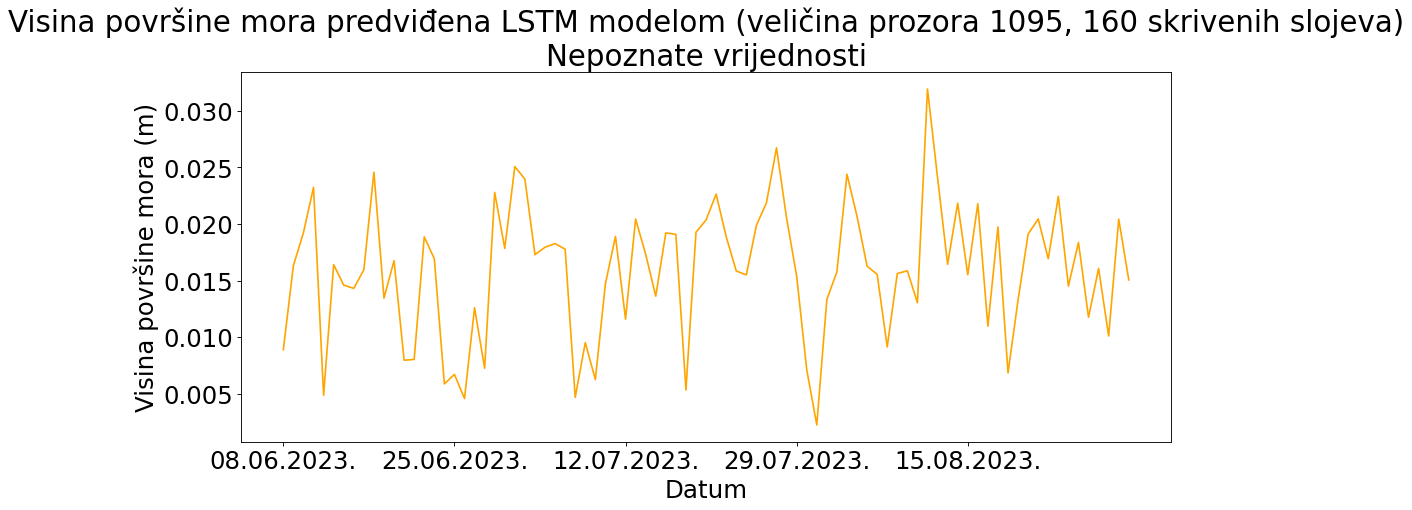 Visina površine mora predviđena LSTM modelom (veličina prozora 1095, 160 skrivenih slojeva)
Nepoznate vrijednosti
Visina površine mora (m)
0.030
0.025
0.020
0.015
0.010
0.005
08.06.2023. 25.06.2023. 12.07.2023. 29.07.2023. 15.08.2023.
Datum